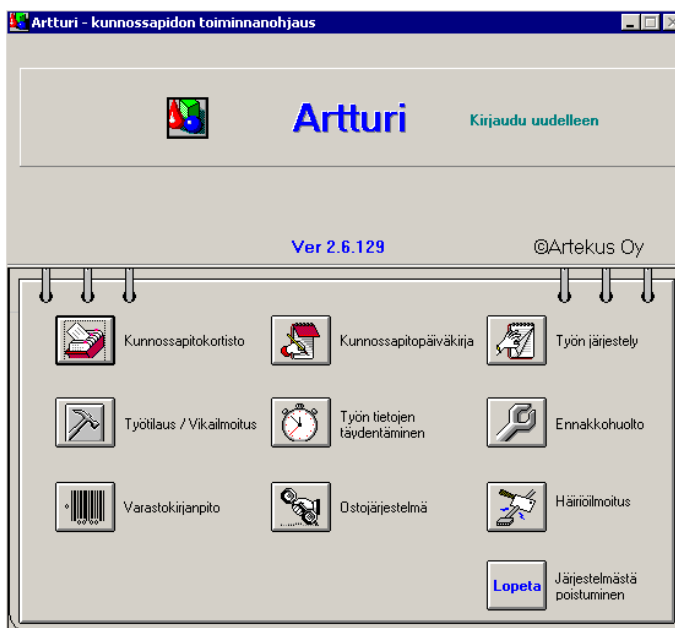 Artturi - kunnossapidon toiminnanohjaus
Artturi
Kirjaudu uudelleen
Ver 2.6.129
©Artekus Oy
Kunnossapitokortisto
Kunnossapitopäiväkirja
Työn järjestely
Työtilaus / Vikailmoitus
Työn tietojen
täydentäminen
Ennakkohuolto
Varastokirjanpito
Ostojärjestelmä
Häiriöilmoitus
Lopeta
Järjestelmästä
poistuminen